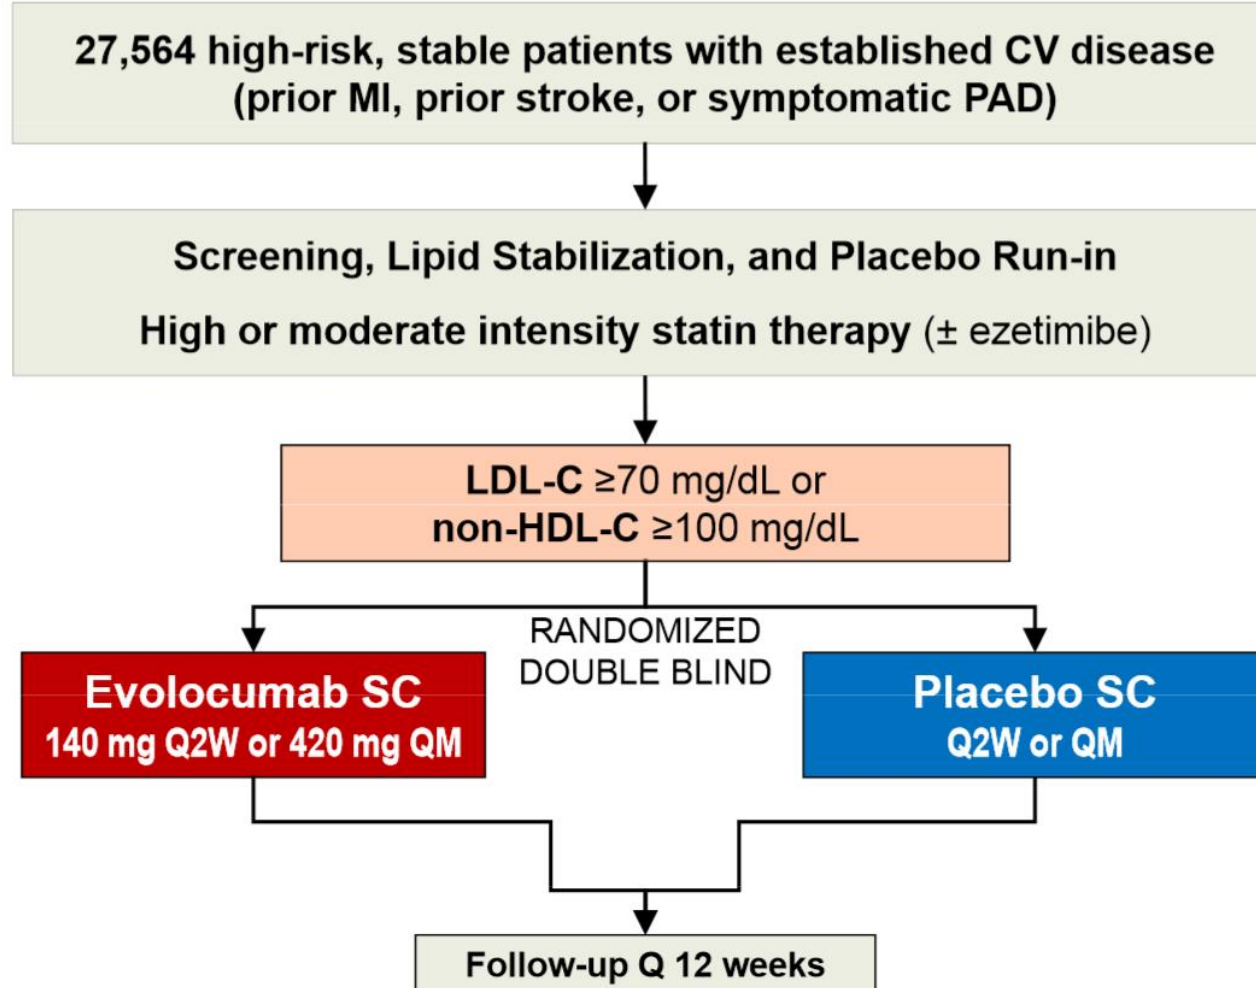 27,564 high-risk, stable patients with established CV disease
(prior MI, prior stroke, or symptomatic PAD)
Screening, Lipid Stabilization, and Placebo Run-in
High or moderate intensity statin therapy (± ezetimibe)
LDL-C ≥70 mg/dL or
non-HDL-C ≥100 mg/dL
RANDOMIZED
DOUBLE BLIND
Evolocumab SC
140 mg Q2W or 420 mg QM
Placebo SC
Q2W or QM
Follow-up Q 12 weeks